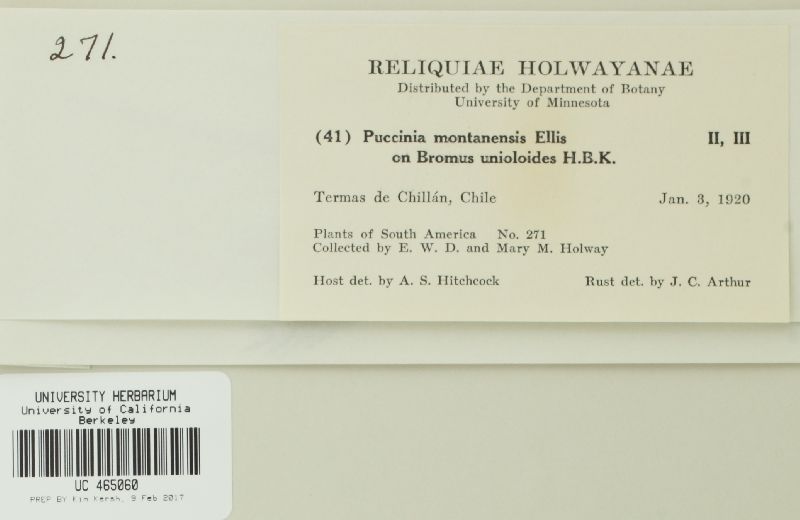 271.
RELIQUIAE HOLWAYANAE
Distributed by the Department of Botany
University of Minnesota
(41) Puccinia montanensis Ellis II, III
on Bromus unioloides H.B.K.
Termas de Chillán, Chile Jan. 3, 1920
Plants of South America No. 271
Collected by E. W. D. and Mary M. Holway
Host det. by A. S. Hitchcock Rust det. by J. C. Arthur
UNIVERSITY HERBARIUM
University of California
Berkeley
UC 465060
PREP BY Kim Kersh, 9 Feb 2017